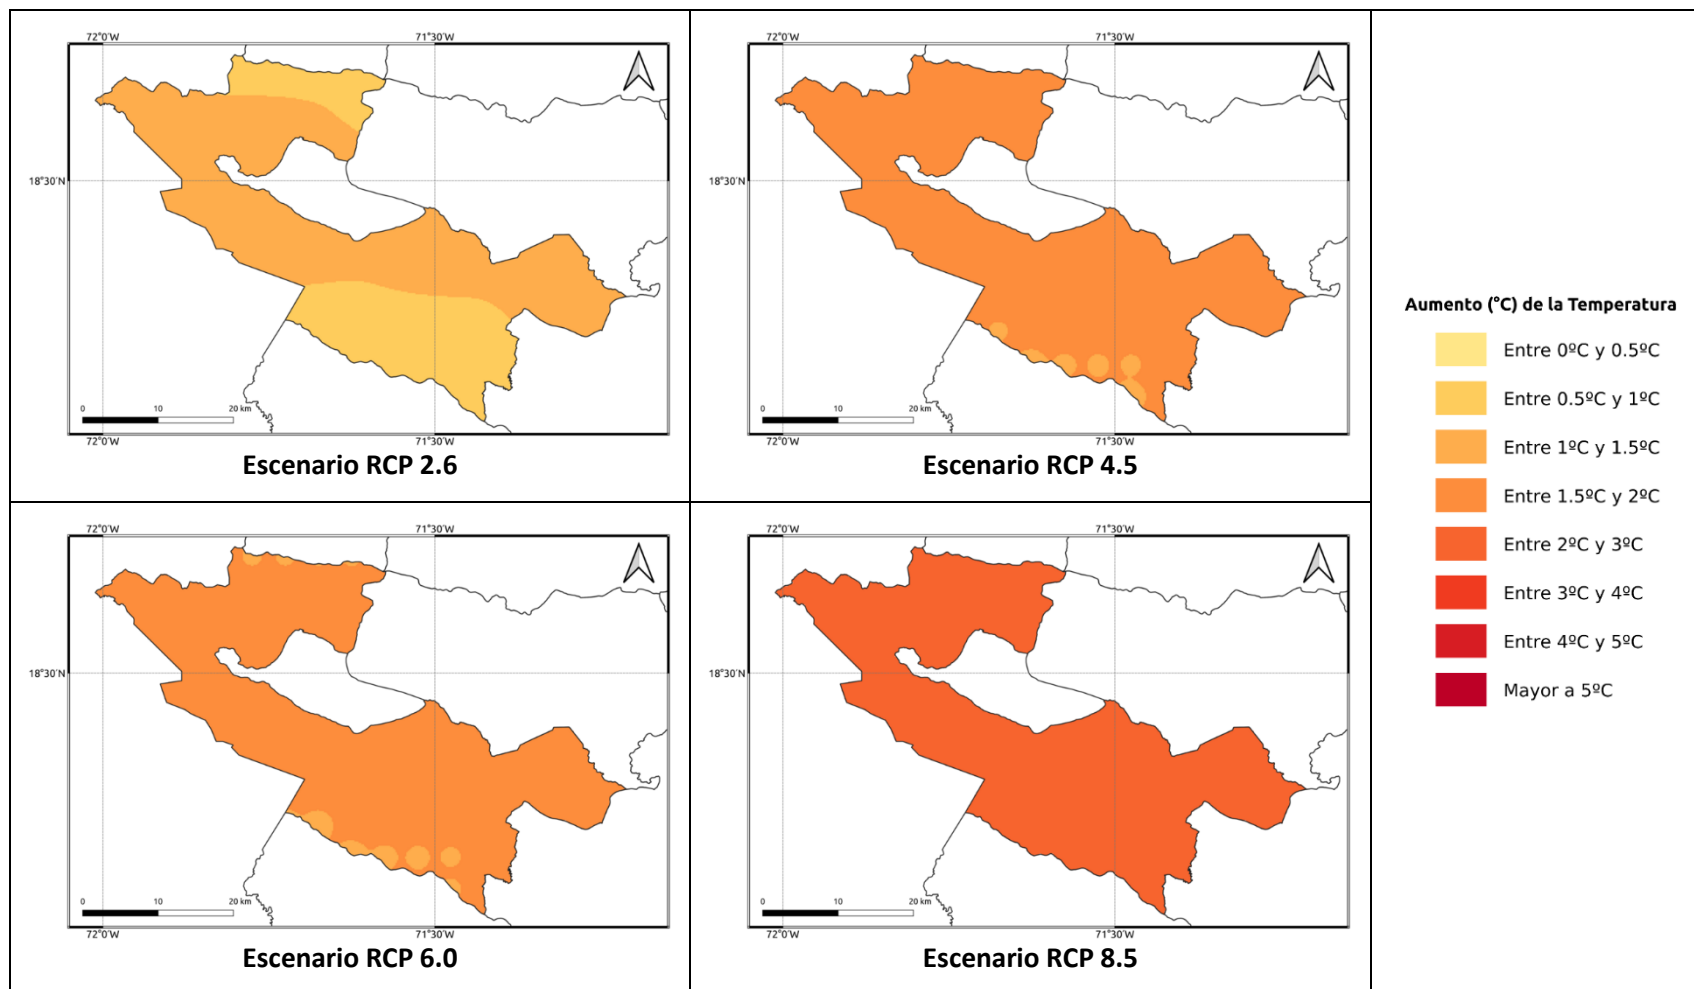 72°0'W 71°30'W
18°30'N
0 10 20 km
72°0'W 71°30'W
Escenario RCP 2.6
72°0'W 71°30'W
18°30'N
0 10 20 km
72°0'W 71°30'W
Escenario RCP 4.5
72°0'W 71°30'W
18°30'N
0 10 20 km
72°0'W 71°30'W
Escenario RCP 6.0
72°0'W 71°30'W
18°30'N
0 10 20 km
72°0'W 71°30'W
Escenario RCP 8.5
Aumento (°C) de la Temperatura
Entre 0ºC y 0.5ºC
Entre 0.5ºC y 1ºC
Entre 1ºC y 1.5ºC
Entre 1.5ºC y 2ºC
Entre 2ºC y 3ºC
Entre 3ºC y 4ºC
Entre 4ºC y 5ºC
Mayor a 5ºC